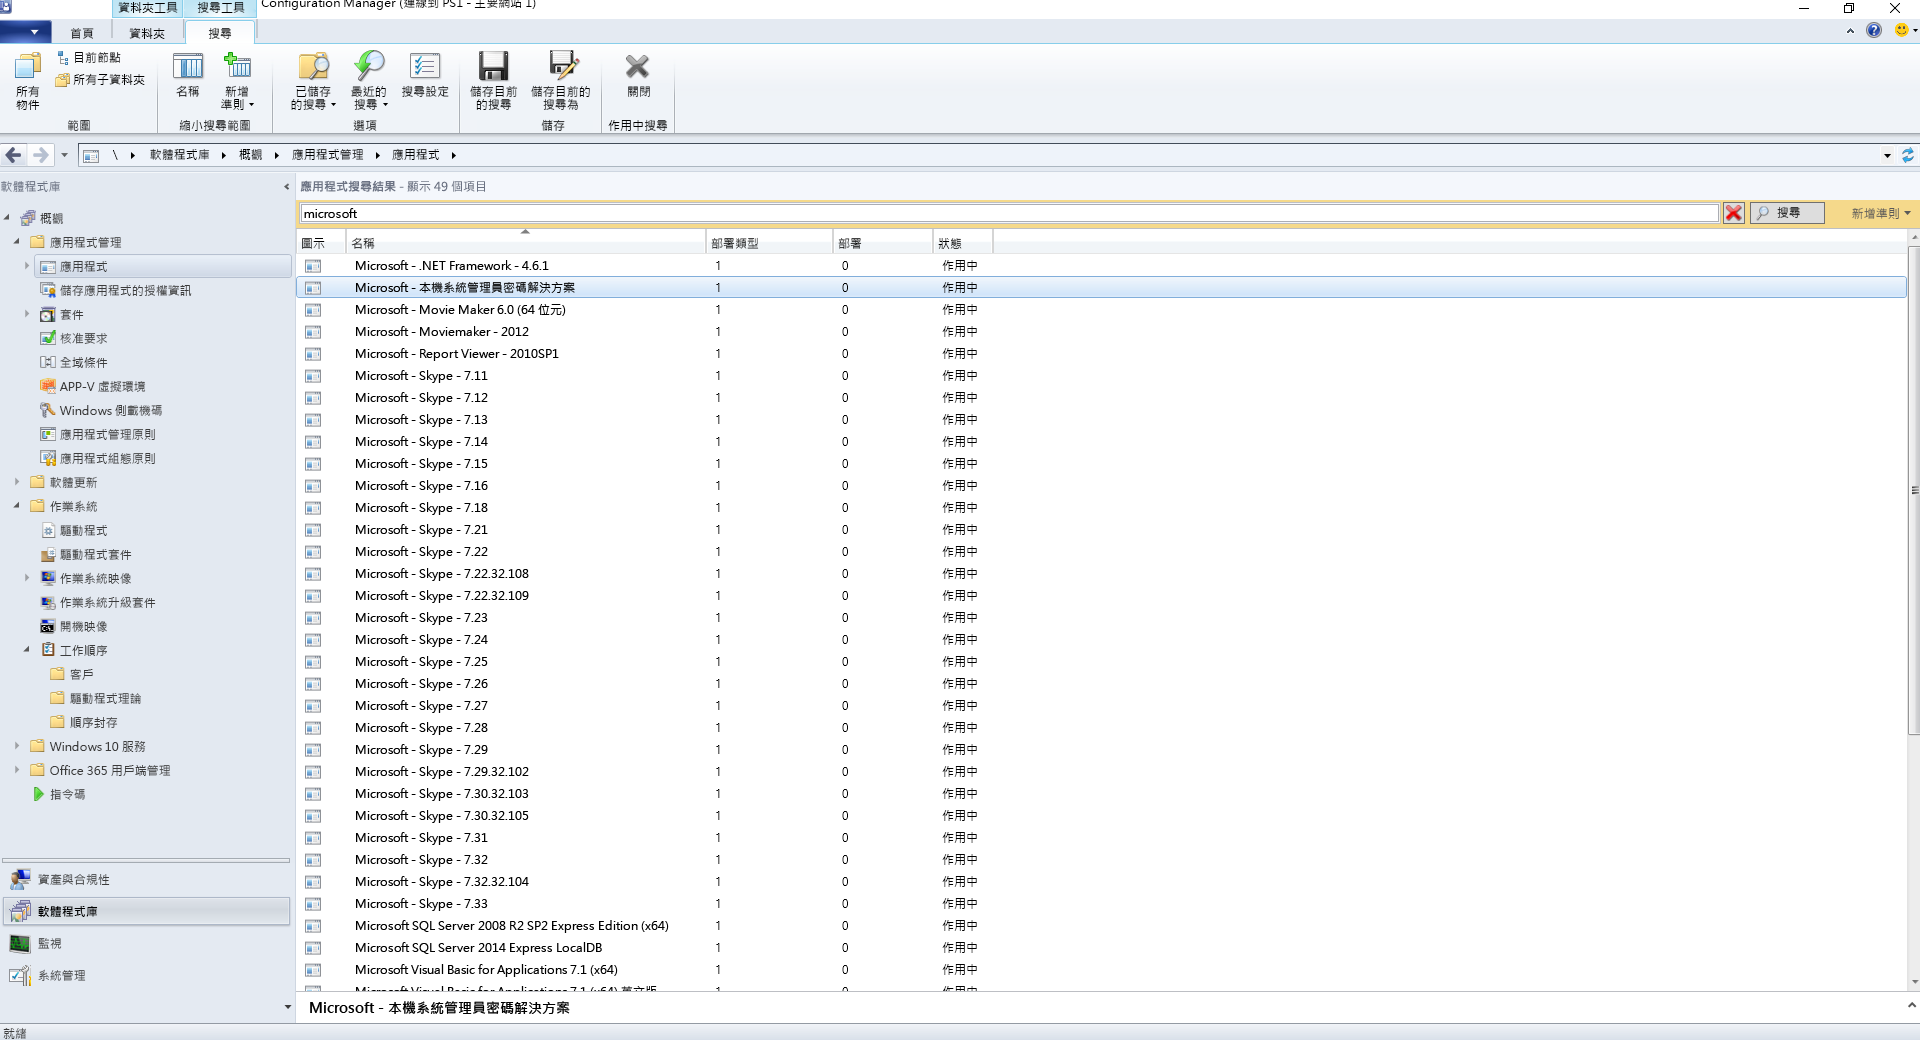 資料夾工具 搜尋工具 Configuration Manager (連線到 PS1 - 主要網站 1)
首頁 資料夾 搜尋
所有物件
目前節點
所有子資料夾
範圍
名稱
新增準則
縮小搜尋範圍
已儲存的搜尋
最近的搜尋
搜尋設定
選項
儲存目前的搜尋
儲存目前的搜尋為
儲存
關閉
作用中搜尋
\ 軟體程式庫 概觀 應用程式管理 應用程式
軟體程式庫
概觀
應用程式管理
應用程式
儲存應用程式的授權資訊
套件
核准要求
全域條件
APP-V 虛擬環境
Windows 側載機碼
應用程式管理原則
應用程式組態原則
軟體更新
作業系統
驅動程式
驅動程式套件
作業系統映像
作業系統升級套件
開機映像
工作順序
客戶
驅動程式理論
順序封存
Windows 10 服務
Office 365 用戶端管理
指令碼
資產與合規性
軟體程式庫
監視
系統管理
應用程式搜尋結果 - 顯示 49 個項目
microsoft 搜尋 新增準則
圖示 名稱 部署類型 部署 狀態
Microsoft - .NET Framework - 4.6.1 1 0 作用中
Microsoft - 本機系統管理員密碼解決方案 1 0 作用中
Microsoft - Movie Maker 6.0 (64 位元) 1 0 作用中
Microsoft - Moviemaker - 2012 1 0 作用中
Microsoft - Report Viewer - 2010SP1 1 0 作用中
Microsoft - Skype - 7.11 1 0 作用中
Microsoft - Skype - 7.12 1 0 作用中
Microsoft - Skype - 7.13 1 0 作用中
Microsoft - Skype - 7.14 1 0 作用中
Microsoft - Skype - 7.15 1 0 作用中
Microsoft - Skype - 7.16 1 0 作用中
Microsoft - Skype - 7.18 1 0 作用中
Microsoft - Skype - 7.21 1 0 作用中
Microsoft - Skype - 7.22 1 0 作用中
Microsoft - Skype - 7.22.32.108 1 0 作用中
Microsoft - Skype - 7.22.32.109 1 0 作用中
Microsoft - Skype - 7.23 1 0 作用中
Microsoft - Skype - 7.24 1 0 作用中
Microsoft - Skype - 7.25 1 0 作用中
Microsoft - Skype - 7.26 1 0 作用中
Microsoft - Skype - 7.27 1 0 作用中
Microsoft - Skype - 7.28 1 0 作用中
Microsoft - Skype - 7.29 1 0 作用中
Microsoft - Skype - 7.29.32.102 1 0 作用中
Microsoft - Skype - 7.30.32.103 1 0 作用中
Microsoft - Skype - 7.30.32.105 1 0 作用中
Microsoft - Skype - 7.31 1 0 作用中
Microsoft - Skype - 7.32 1 0 作用中
Microsoft - Skype - 7.32.32.104 1 0 作用中
Microsoft - Skype - 7.33 1 0 作用中
Microsoft SQL Server 2008 R2 SP2 Express Edition (x64) 1 0 作用中
Microsoft SQL Server 2014 Express LocalDB 1 0 作用中
Microsoft Visual Basic for Applications 7.1 (x64) 1 0 作用中
Microsoft Visual Basic for Applications 7.1 (x64) 英文版 1 0 作用中
Microsoft - 本機系統管理員密碼解決方案
就緒